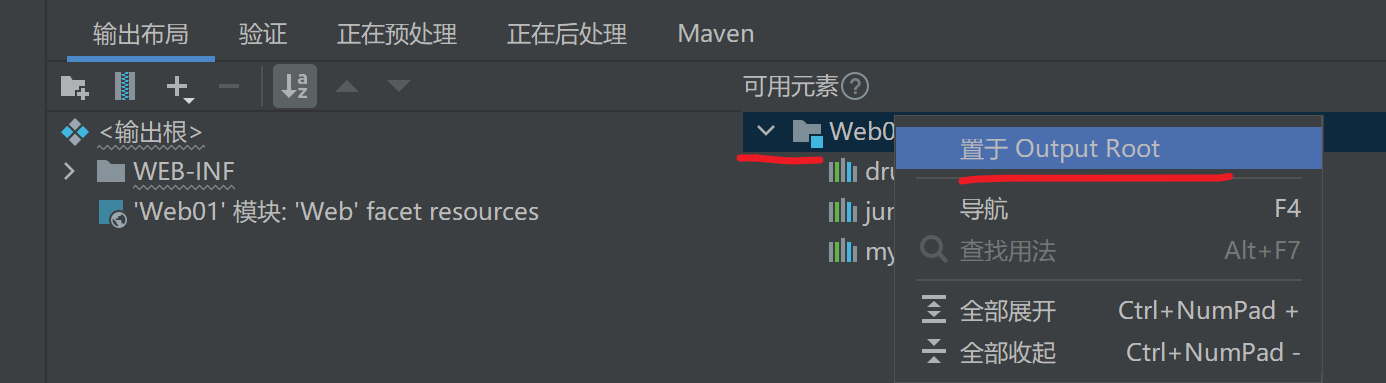 输出布局 验证 正在预处理 正在后处理 Maven
可用元素
<输出根>
WEB-INF
'Web01' 模块: 'Web' facet resources
Web0
dru
jun
my
置于 Output Root
导航 F4
查找用法 Alt+F7
全部展开 Ctrl+NumPad +
全部收起 Ctrl+NumPad -